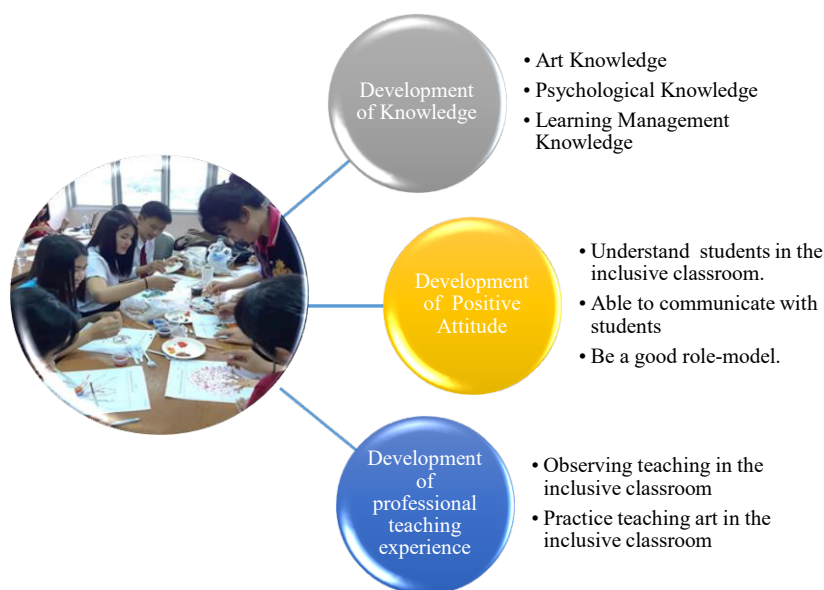 Development
of Knowledge
• Art Knowledge
• Psychological Knowledge
• Learning Management
Knowledge
Development
of Positive
Attitude
• Understand students in the
inclusive classroom.
• Able to communicate with
students
• Be a good role-model.
Development
of
professional
teaching
experience
• Observing teaching in the
inclusive classroom
• Practice teaching art in the
inclusive classroom